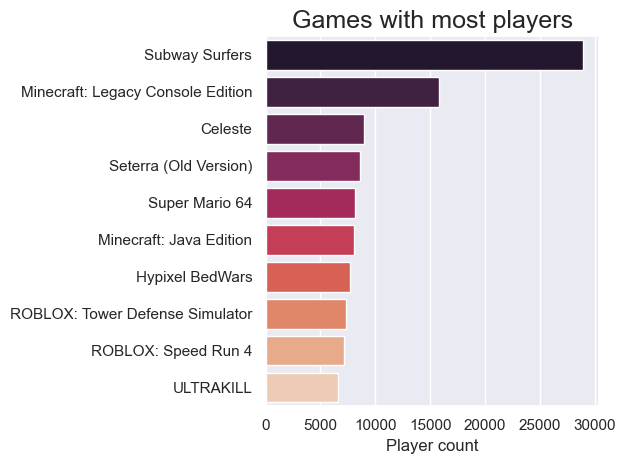 Games with most players
Subway Surfers
Minecraft: Legacy Console Edition
Celeste
Seterra (Old Version)
Super Mario 64
Minecraft: Java Edition
Hypixel BedWars
ROBLOX: Tower Defense Simulator
ROBLOX: Speed Run 4
ULTRAKILL
0 5000 10000 15000 20000 25000 30000
Player count